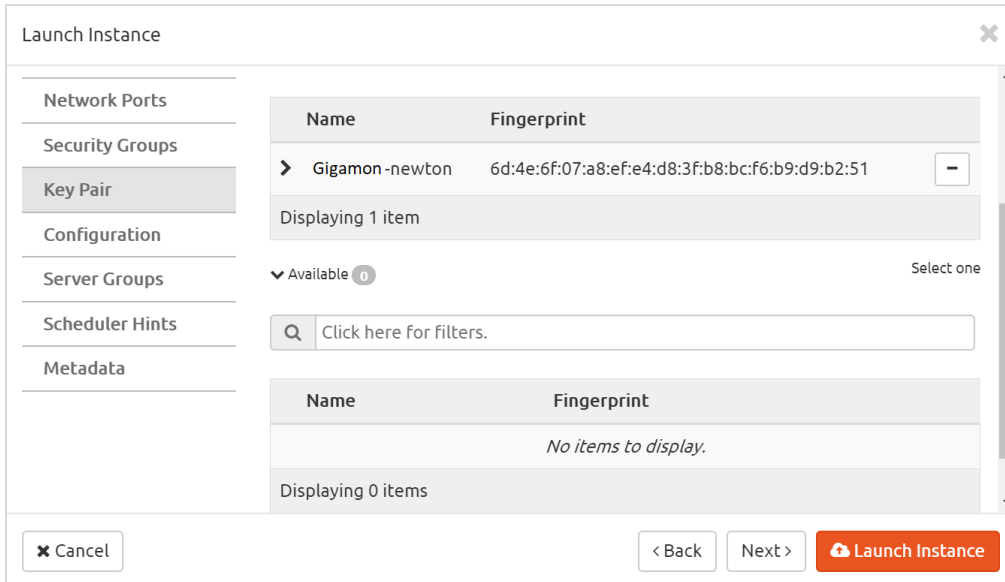 Launch Instance
Network Ports
Security Groups
Key Pair
Configuration
Server Groups
Scheduler Hints
Metadata
Name Fingerprint
Gigamon-newton 6d:4e:6f:07:a8:ef:e4:d8:3f:b8:bc:f6:b9:d9:b2:51
Displaying 1 item
Available 0 Select one
Click here for filters.
Name Fingerprint
No items to display.
Displaying 0 items
Cancel < Back Next > Launch Instance